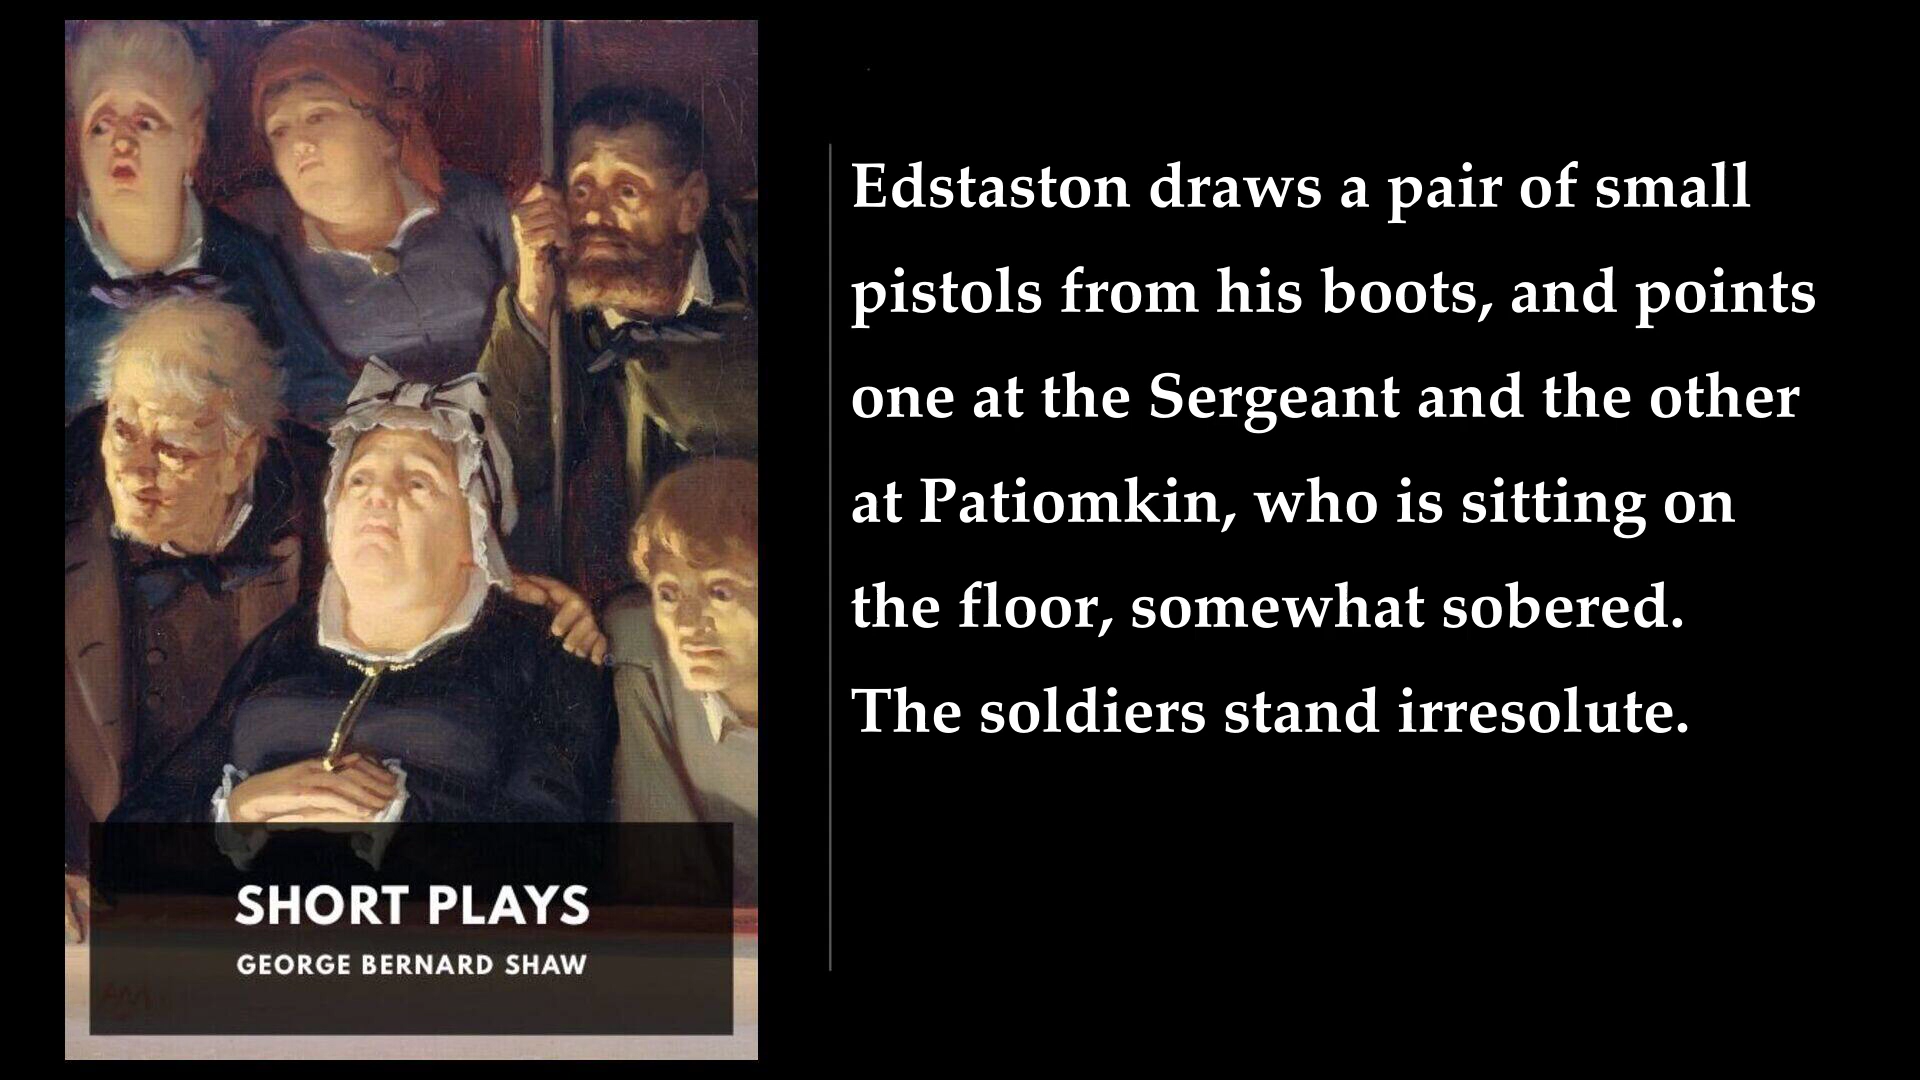 Edstaston draws a pair of small
pistols from his boots, and points
one at the Sergeant and the other
at Patiomkin, who is sitting on
the floor, somewhat sobered.
The soldiers stand irresolute.
SHORT PLAYS
GEORGE BERNARD SHAW